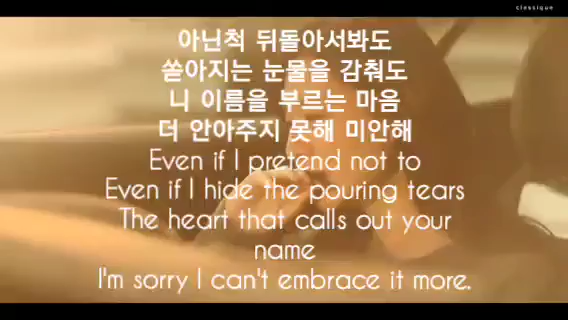 classique
아닌척 뒤돌아서봐도
쏟아지는 눈물을 감춰도
니 이름을 부르는 마음
더 안아주지 못해 미안해
Even if I pretend not to
Even if I hide the pouring tears
The heart that calls out your
name
I'm sorry I can't embrace it more.